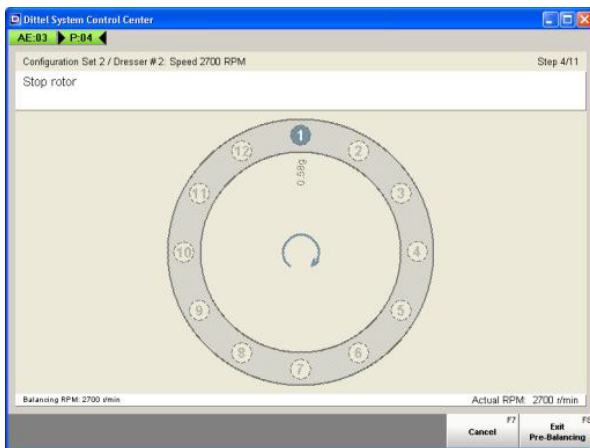 Dittel System Control Center
AE:03 P:04
Configuration Set 2 / Dresser #2: Speed 2700 RPM Step 4/11
Stop rotor
1
2
3
4
5
6
7
8
9
10
11
12
0.58g
Balancing RPM: 2700 r/min Actual RPM: 2700 r/min
F7 F8
Cancel Exit
Pre-Balancing